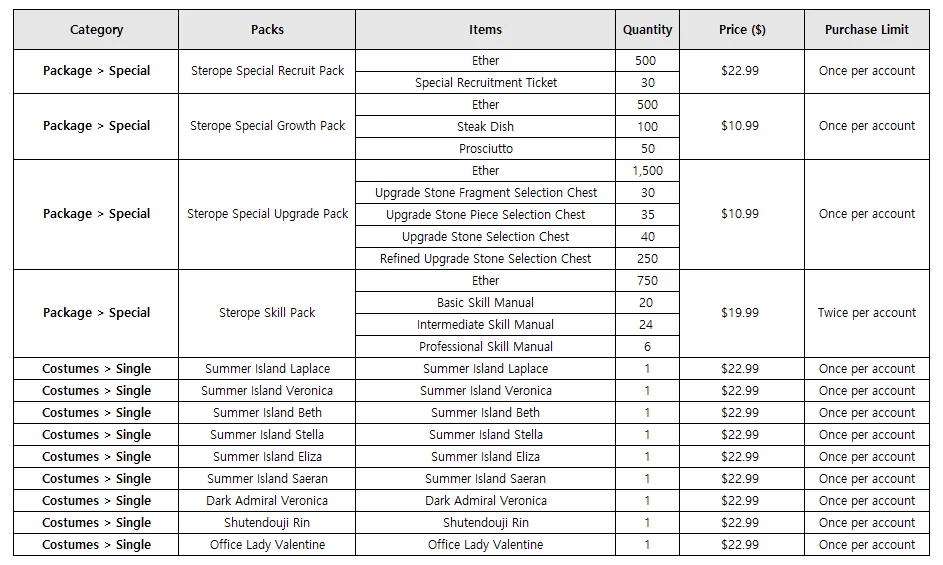 Category Packs Items Quantity Price ($) Purchase Limit
Package > Special Sterope Special Recruit Pack Ether 500 $22.99 Once per account
Special Recruitment Ticket 30
Package > Special Sterope Special Growth Pack Ether 500 $10.99 Once per account
Steak Dish 100
Prosciutto 50
Package > Special Sterope Special Upgrade Pack Ether 1,500 $10.99 Once per account
Upgrade Stone Fragment Selection Chest 30
Upgrade Stone Piece Selection Chest 35
Upgrade Stone Selection Chest 40
Refined Upgrade Stone Selection Chest 250
Package > Special Sterope Skill Pack Ether 750 $19.99 Twice per account
Basic Skill Manual 20
Intermediate Skill Manual 24
Professional Skill Manual 6
Costumes > Single Summer Island Laplace Summer Island Laplace 1 $22.99 Once per account
Costumes > Single Summer Island Veronica Summer Island Veronica 1 $22.99 Once per account
Costumes > Single Summer Island Beth Summer Island Beth 1 $22.99 Once per account
Costumes > Single Summer Island Stella Summer Island Stella 1 $22.99 Once per account
Costumes > Single Summer Island Eliza Summer Island Eliza 1 $22.99 Once per account
Costumes > Single Summer Island Saeran Summer Island Saeran 1 $22.99 Once per account
Costumes > Single Dark Admiral Veronica Dark Admiral Veronica 1 $22.99 Once per account
Costumes > Single Shutendouji Rin Shutendouji Rin 1 $22.99 Once per account
Costumes > Single Office Lady Valentine Office Lady Valentine 1 $22.99 Once per account